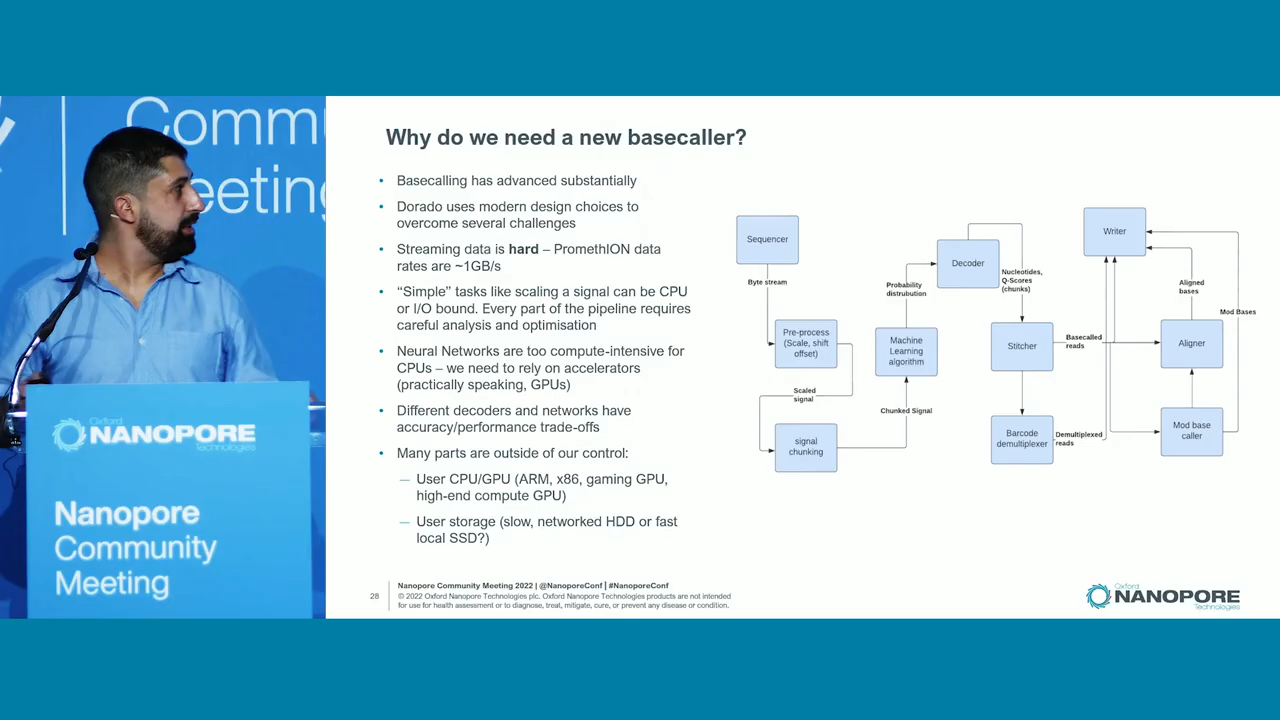 Commu
Meeting
Oxford
NANOPORE
Technologies
Nanopore
Community
Meeting
Why do we need a new basecaller?
• Basecalling has advanced substantially
• Dorado uses modern design choices to
overcome several challenges
• Streaming data is hard – PromethION data
rates are ~1GB/s
• “Simple” tasks like scaling a signal can be CPU
or I/O bound. Every part of the pipeline requires
careful analysis and optimisation
• Neural Networks are too compute-intensive for
CPUs – we need to rely on accelerators
(practically speaking, GPUs)
• Different decoders and networks have
accuracy/performance trade-offs
• Many parts are outside of our control:
— User CPU/GPU (ARM, x86, gaming GPU,
high-end compute GPU)
— User storage (slow, networked HDD or fast
local SSD?)
Sequencer
Byte stream
Pre-process
(Scale, shift
offset)
Scaled
signal
signal
chunking
Chunked Signal
Machine
Learning
algorithm
Probability
distrubution
Decoder
Nucleotides,
Q-Scores
(chunks)
Stitcher
Basecalled
reads
Barcode
demultiplexer
Demultiplexed
reads
Writer
Aligned
bases
Mod Bases
Aligner
Mod base
caller
28
Nanopore Community Meeting 2022 | @NanoporeConf | #NanoporeConf
© 2022 Oxford Nanopore Technologies plc. Oxford Nanopore Technologies products are not intended
for use for health assessment or to diagnose, treat, mitigate, cure, or prevent any disease or condition.
Oxford
NANOPORE
Technologies